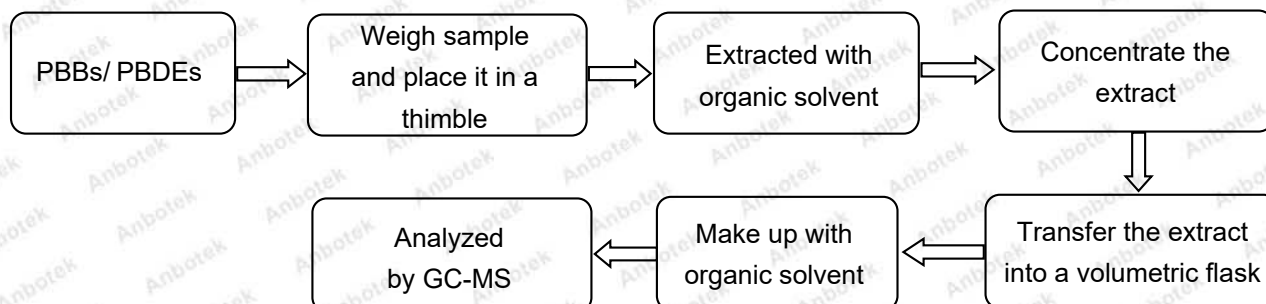 PBBs/ PBDEs
Weigh sample
and place it in a
thimble
Extracted with
organic solvent
Concentrate the
extract
Transfer the extract
into a volumetric flask
Make up with
organic solvent
Analyzed
by GC-MS
Anbotek